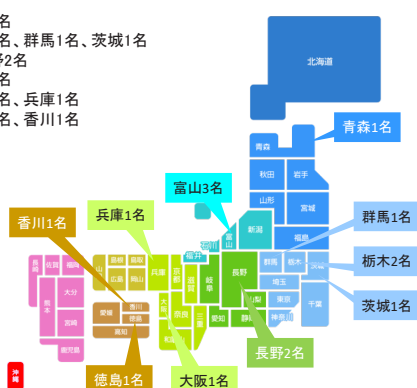 名
名、群馬1名、茨城1名
野2名
名
名、兵庫1名
名、香川1名
北海道
青森1名
青森
秋田
岩手
富山3名
山形
宮城
香川1名
兵庫1名
石川
富山
新潟
福島
群馬1名
福井
群馬
栃木
茨城
栃木2名
長崎
佐賀
福岡
山口
島根
鳥取
兵庫
京都
滋賀
岐阜
長野
埼玉
広島
岡山
山梨
東京
千葉
茨城1名
熊本
大分
愛媛
香川
徳島
大阪
奈良
三重
愛知
静岡
神奈川
宮崎
高知
和歌山
鹿児島
長野2名
沖縄
徳島1名
大阪1名